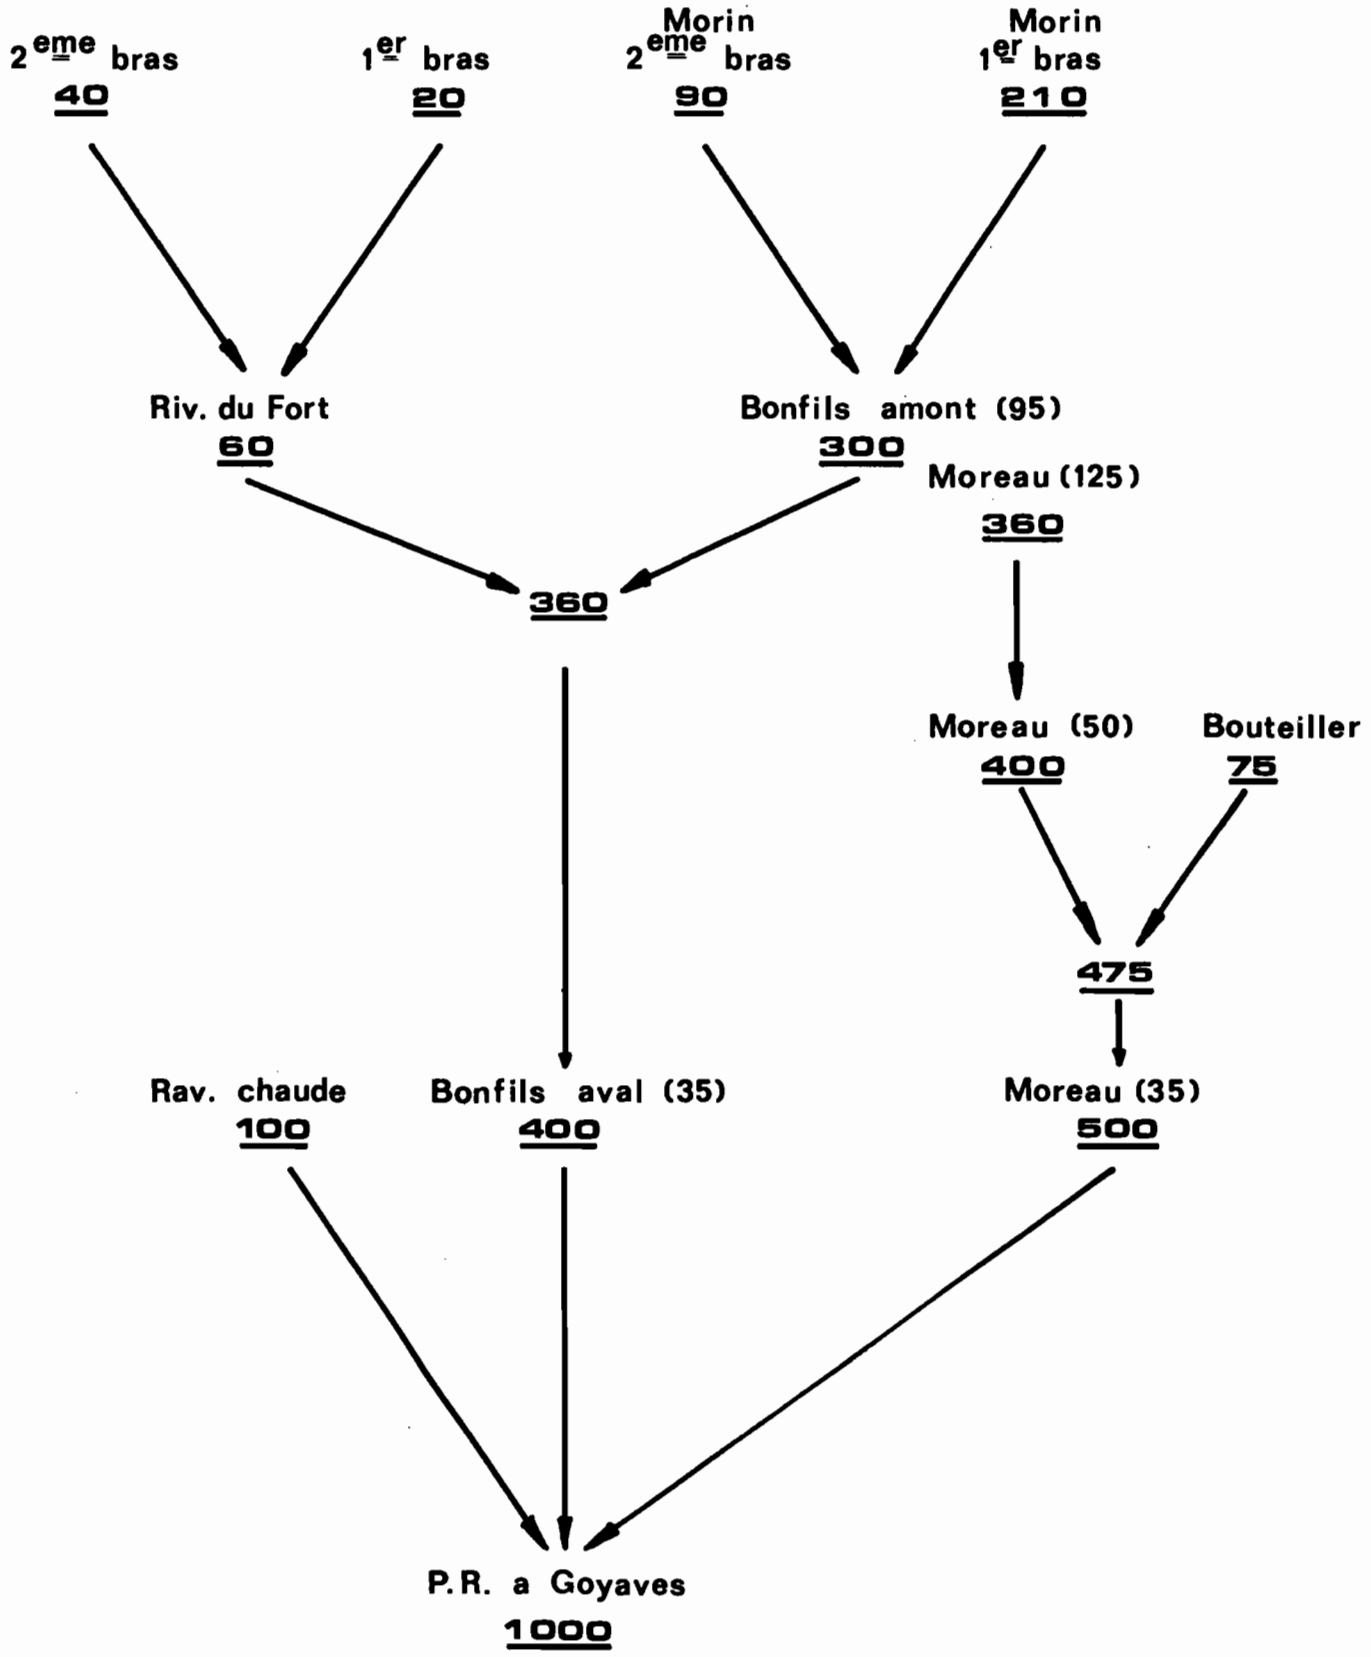 Morin Morin
2eme bras 1er bras 2eme bras 1er bras
40 20 90 210
Riv. du Fort Bonfils amont (95)
60 300
Moreau (125)
360
360
Moreau (50) Bouteiller
400 75
475
Rav. chaude Bonfils aval (35) Moreau (35)
100 400 500
P.R. a Goyaves
1000